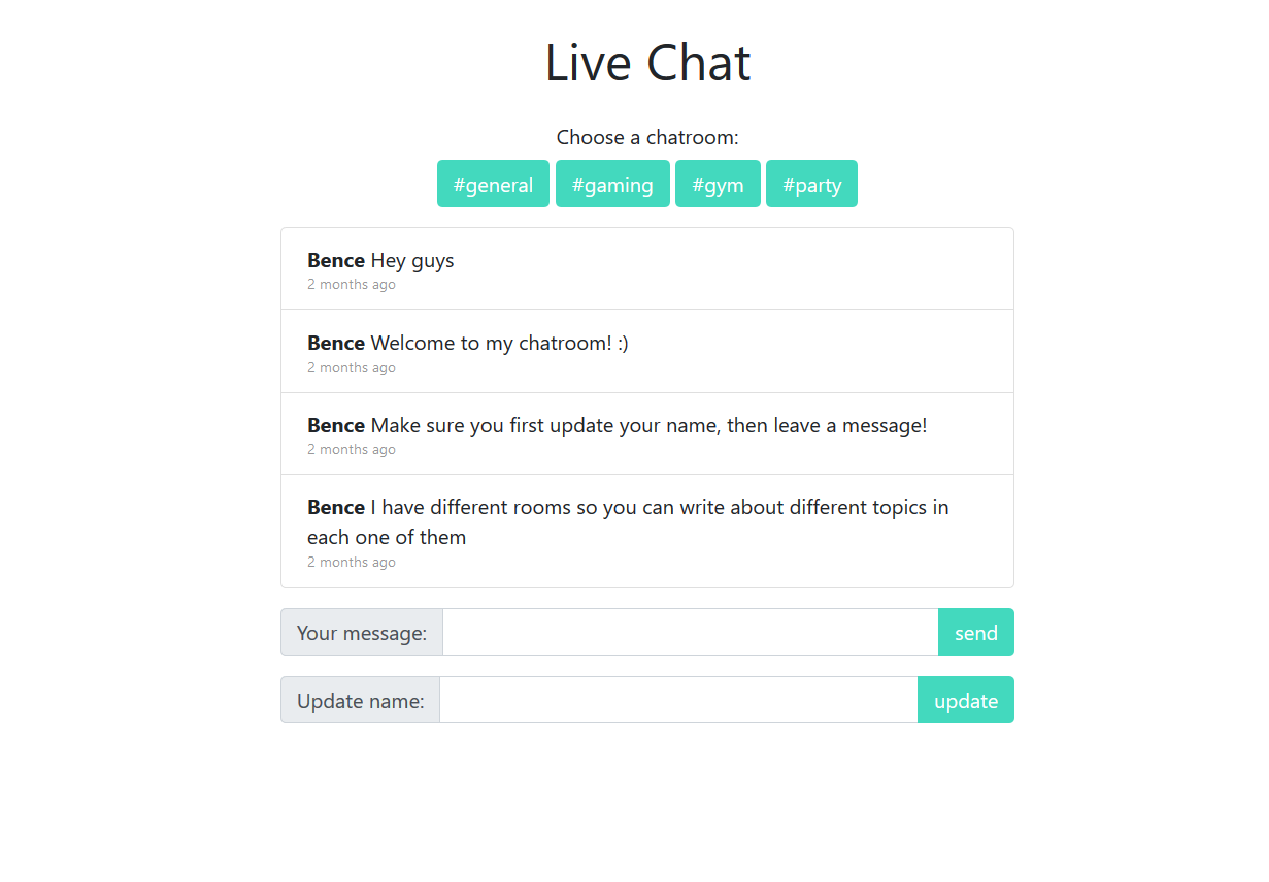 Live Chat
Choose a chatroom:
#general #gaming #gym #party
Bence Hey guys
2 months ago
Bence Welcome to my chatroom! :)
2 months ago
Bence Make sure you first update your name, then leave a message!
2 months ago
Bence I have different rooms so you can write about different topics in
each one of them
2 months ago
Your message: send
Update name: update